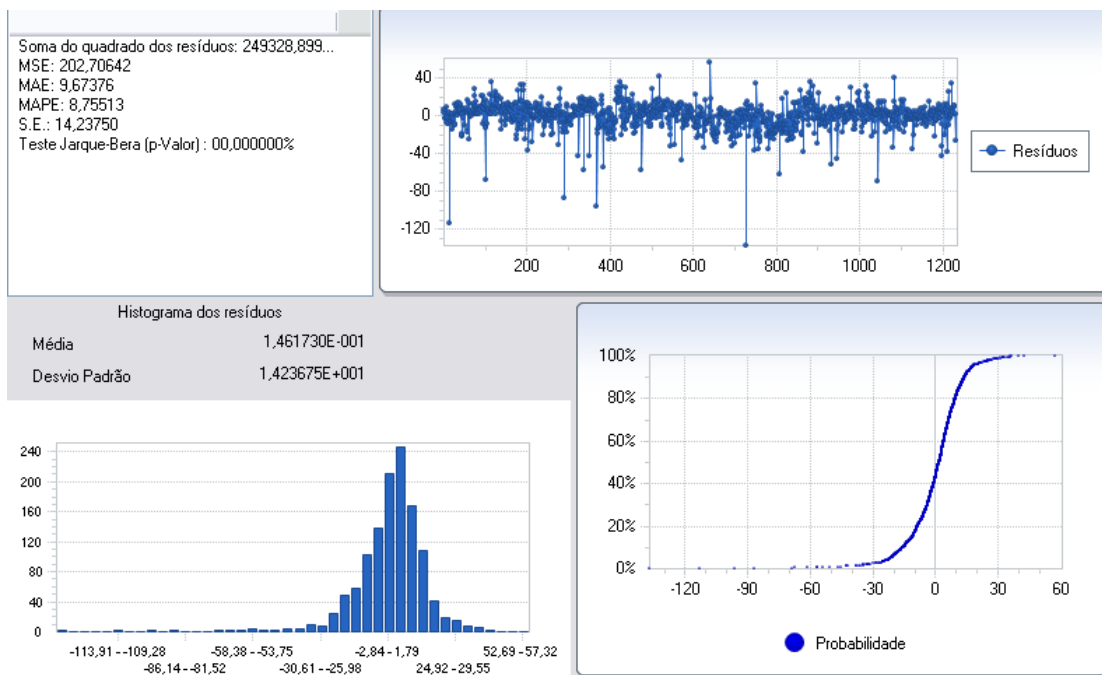 Soma do quadrado dos resíduos: 249328,899...
MSE: 202,70642
MAE: 9,67376
MAPE: 8,75513
S.E.: 14,23750
Teste Jarque-Bera (p-Valor) : 00,000000%
40
0
-40
-80
-120
200 400 600 800 1000 1200
Resíduos
Histograma dos resíduos
Média 1,461730E-001
Desvio Padrão 1,423675E+001
240
200
160
120
80
40
0
-113,91 --109,28 -58,38 --53,75 -2,84 - 1,79 52,69 - 57,32
-86,14 --81,52 -30,61 --25,98 24,92 - 29,55
100%
80%
60%
40%
20%
0%
-120 -90 -60 -30 0 30 60
Probabilidade